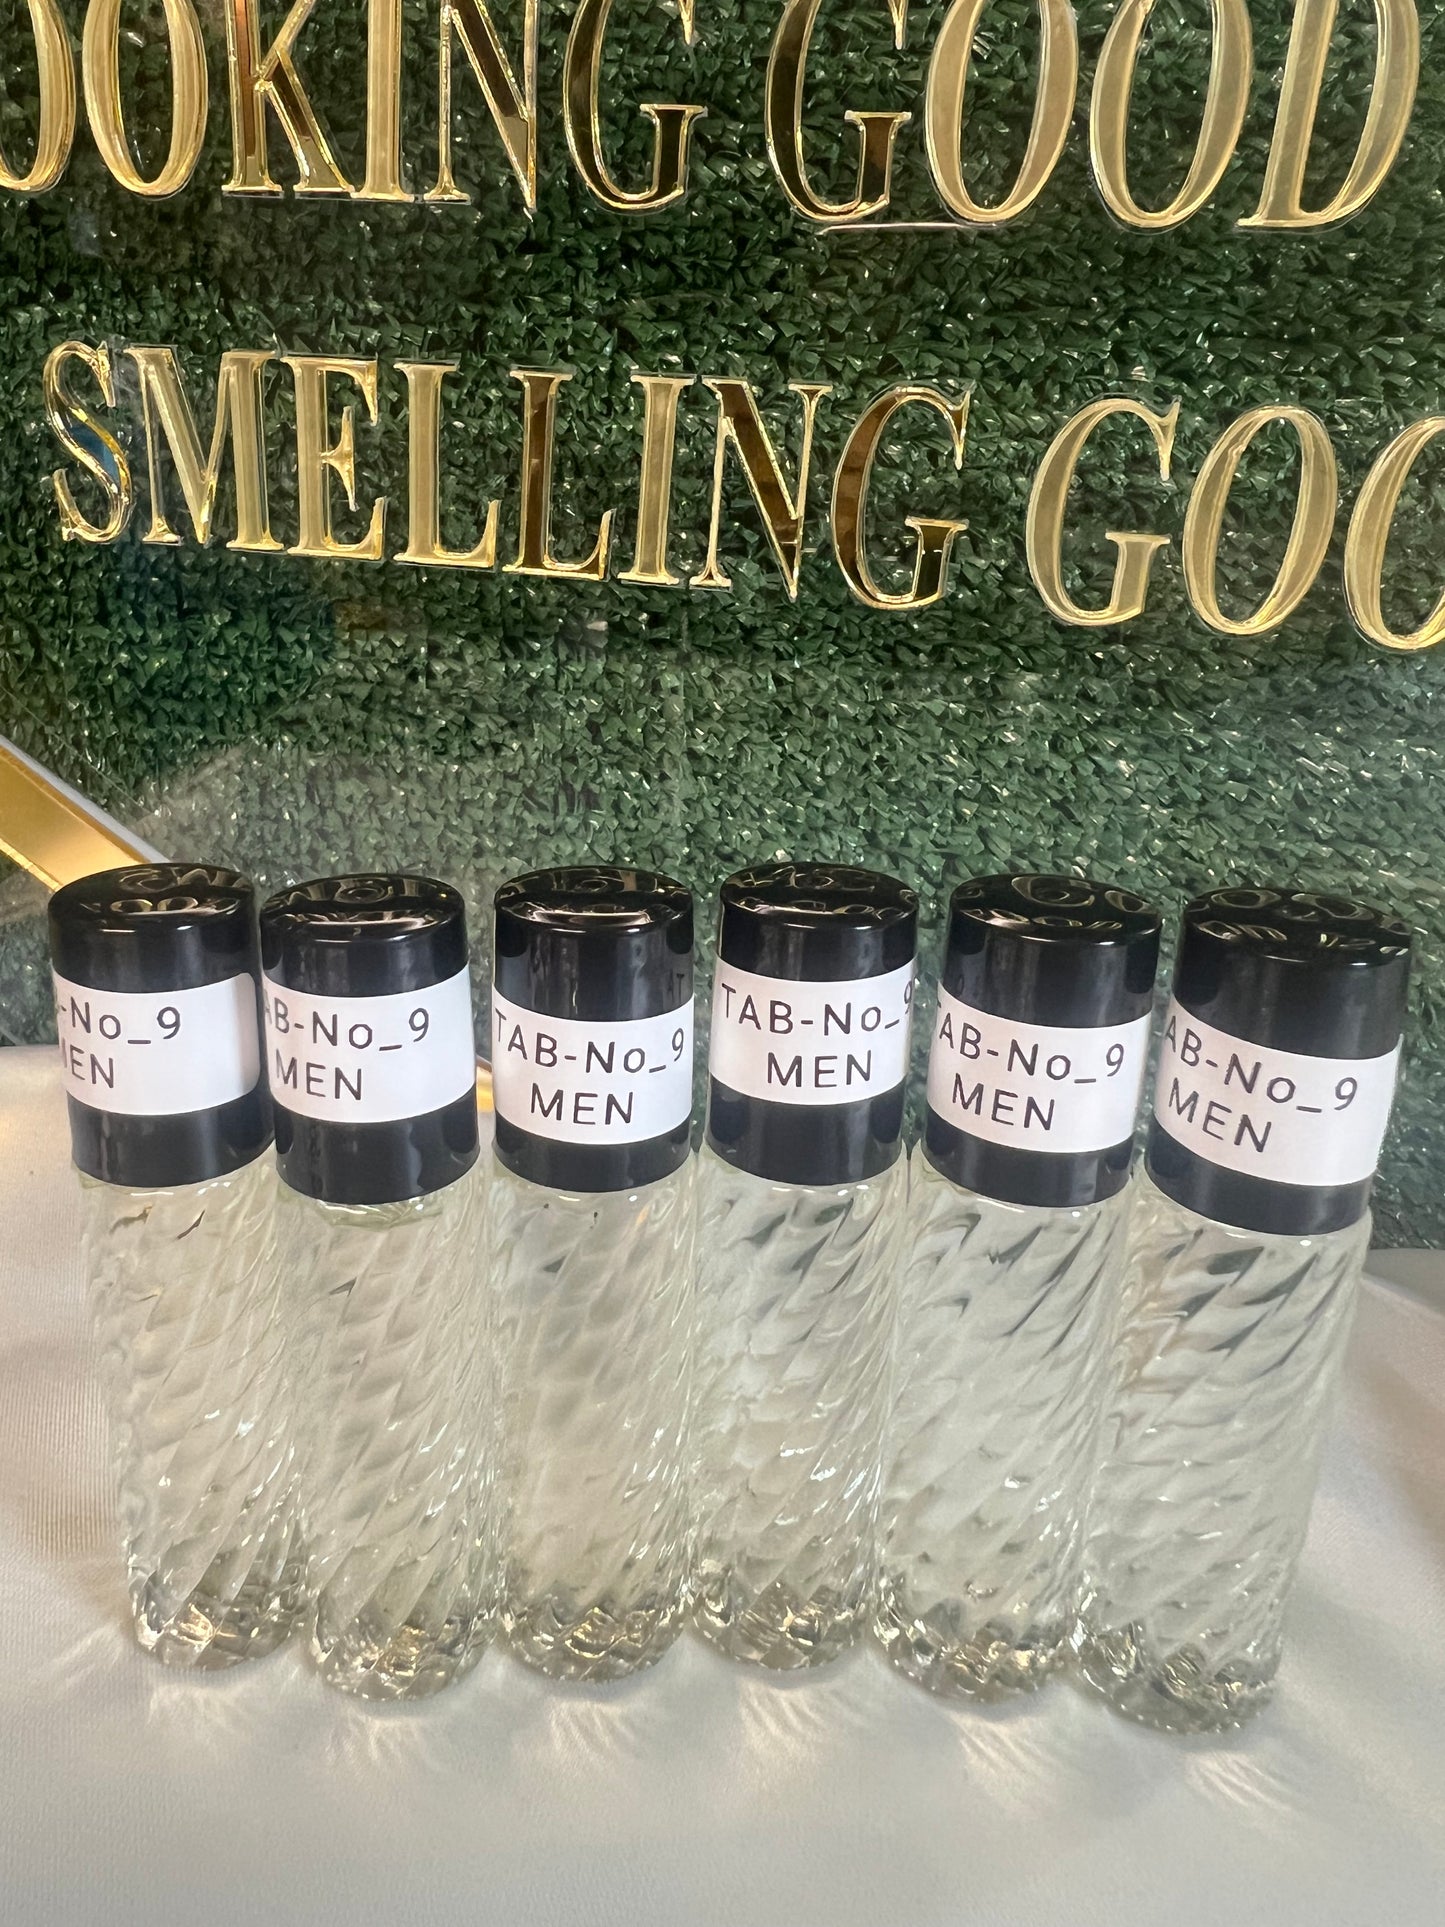 OOKING GOOD
SMELLING GOO
-No_9
MEN
AB-No_9
MEN
TAB-No_9
MEN
TAB-No_9
MEN
TAB-No_9
MEN
AB-No_9
MEN